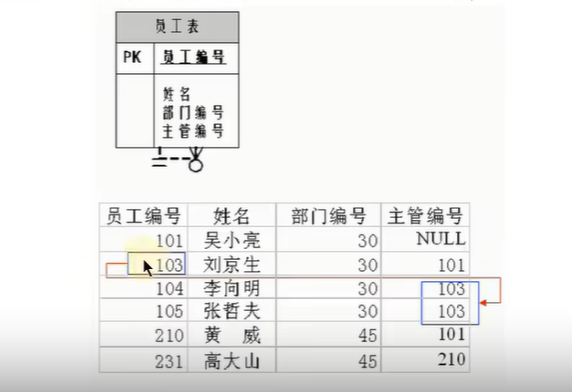 员工表
PK 员工编号
姓名
部门编号
主管编号
员工编号 姓名 部门编号 主管编号
101 吴小亮 30 NULL
103 刘京生 30 101
104 李向明 30 103
105 张哲夫 30 103
210 黄 威 45 101
231 高大山 45 210